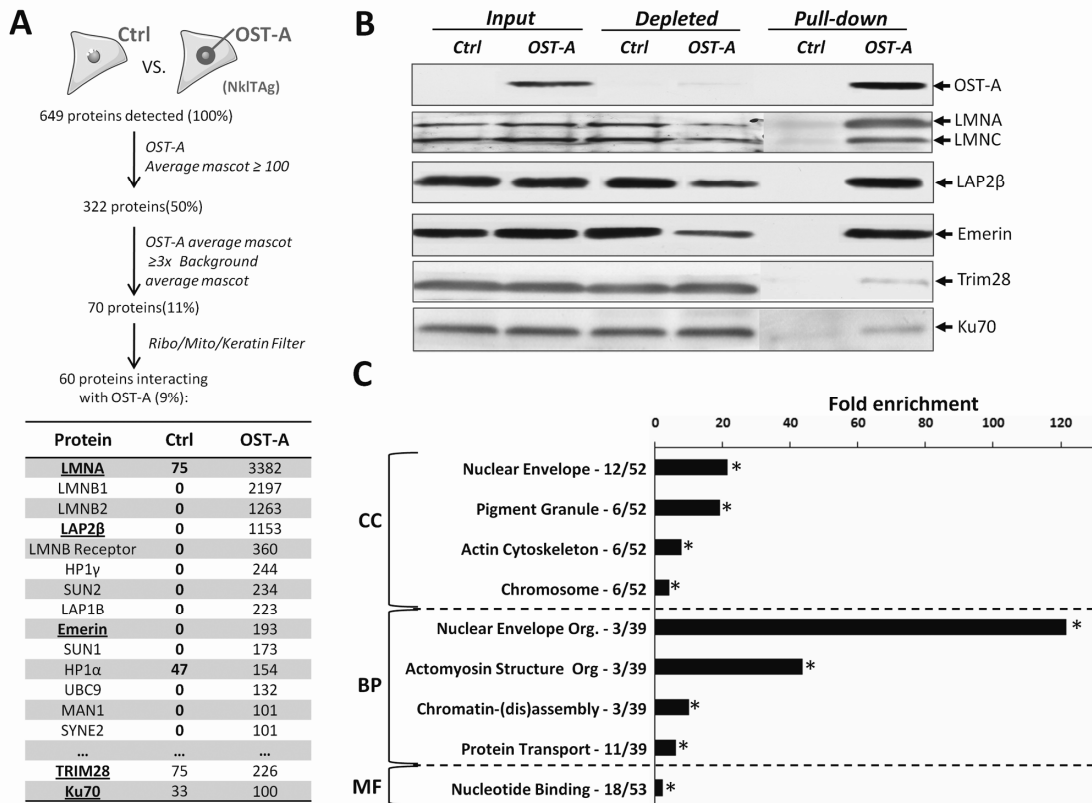 A
Ctrl
OST-A
VS.
(NklTAg)
649 proteins detected (100%)
OST-A
Average mascot ≥ 100
322 proteins(50%)
OST-A average mascot
≥3x Background
average mascot
70 proteins(11%)
Ribo/Mito/Keratin Filter
60 proteins interacting
with OST-A (9%):
Protein Ctrl OST-A
LMNA 75 3382
LMNB1 0 2197
LMNB2 0 1263
LAP2β 0 1153
LMNB Receptor 0 360
HP1γ 0 244
SUN2 0 234
LAP1B 0 223
Emerin 0 193
SUN1 0 173
HP1α 47 154
UBC9 0 132
MAN1 0 101
SYNE2 0 101
... ... ...
TRIM28 75 226
Ku70 33 100
B
Input Depleted Pull-down
Ctrl OST-A Ctrl OST-A Ctrl OST-A
OST-A
LMNA
LMNC
LAP2β
Emerin
Trim28
Ku70
C
Fold enrichment
0 20 40 60 80 100 120
CC
Nuclear Envelope - 12/52 *
Pigment Granule - 6/52 *
Actin Cytoskeleton - 6/52 *
Chromosome - 6/52 *
BP
Nuclear Envelope Org. - 3/39 *
Actomyosin Structure Org - 3/39 *
Chromatin-(dis)assembly - 3/39 *
Protein Transport - 11/39 *
MF
Nucleotide Binding - 18/53 *